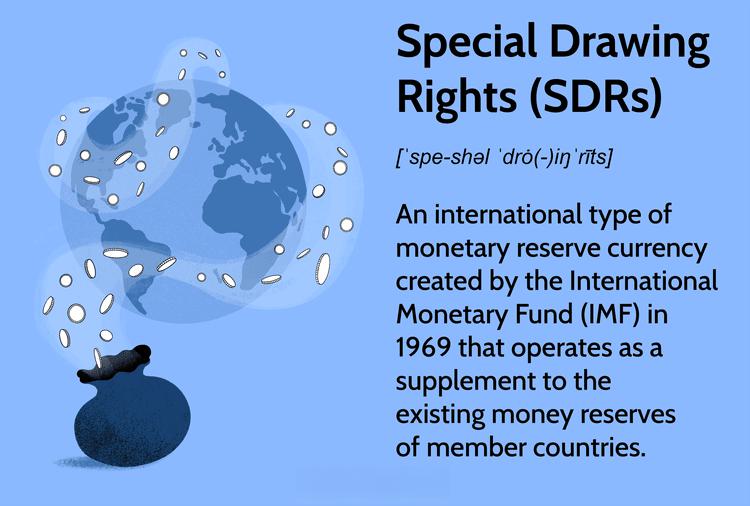 Special Drawing
Rights (SDRs)
[ˈspe-shəl ˈdrȯ(-)iŋ ˈrīts]
An international type of
monetary reserve currency
created by the International
Monetary Fund (IMF) in
1969 that operates as a
supplement to the
existing money reserves
of member countries.